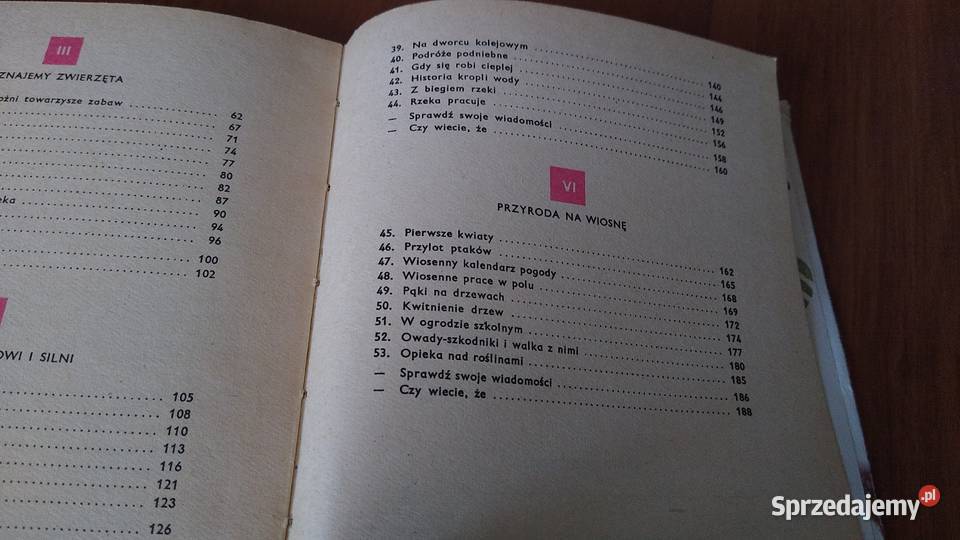 III
ZNAJEMY ZWIERZĘTA
towarzysze zabaw 62
67
71
74
77
80
82
87
90
94
96
100
102
OWI I SILNI
105
108
110
113
116
121
123
126
39. Na dworcu kolejowym 140
40. Podróże podniebne 144
41. Gdy się robi cieplej 146
42. Historia kropli wody 149
43. Z biegiem rzeki 152
44. Rzeka pracuje 156
— Sprawdź swoje wiadomości 158
— Czy wiecie, że 160
VI
PRZYRODA NA WIOSNĘ
45. Pierwsze kwiaty 162
46. Przylot ptaków 165
47. Wiosenny kalendarz pogody 168
48. Wiosenne prace w polu 169
49. Pąki na drzewach 172
50. Kwitnienie drzew 174
51. W ogrodzie szkolnym 177
52. Owady-szkodniki i walka z nimi 180
53. Opieka nad roślinami 185
— Sprawdź swoje wiadomości 186
— Czy wiecie, że 188
Sprzedajemy.pl